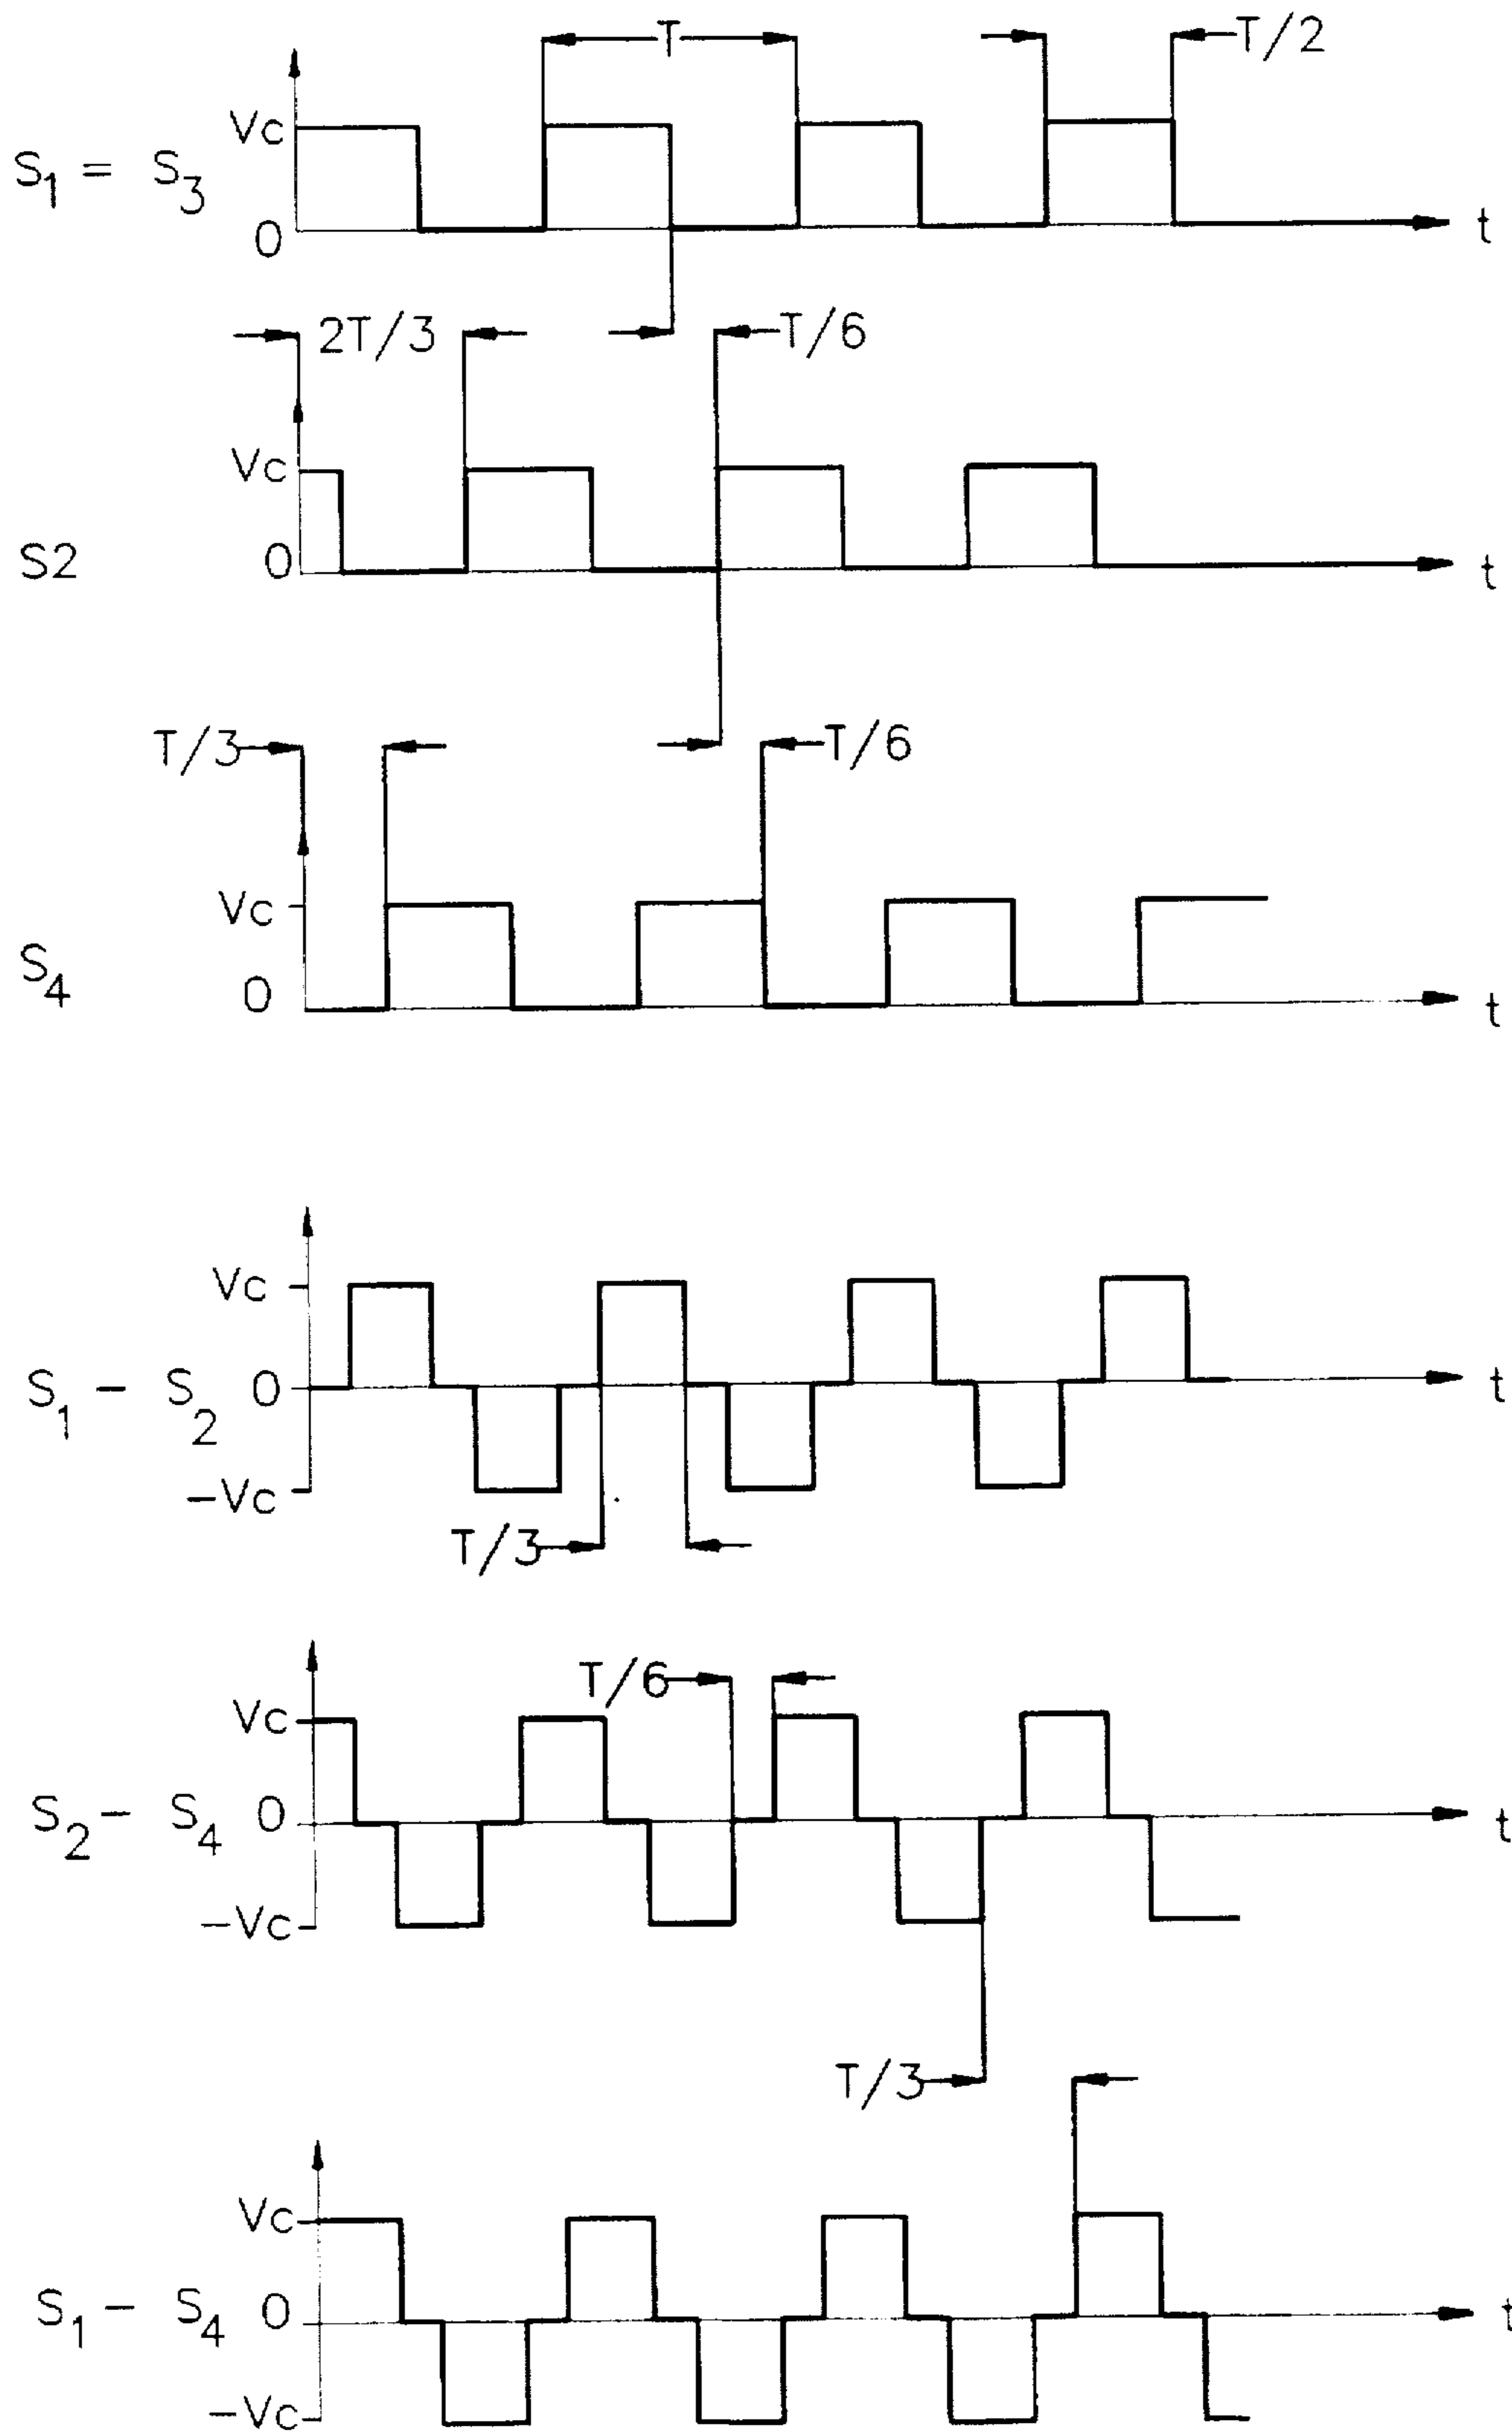 T
T/2
Vc
S1 = S3
0
t
2T/3
T/6
Vc
S2
0
t
T/3
T/6
Vc
S4
0
t
Vc
S1 - S2
0
t
-Vc
T/3
T/6
Vc
S2 - S4
0
t
-Vc
T/3
Vc
S1 - S4
0
t
-Vc